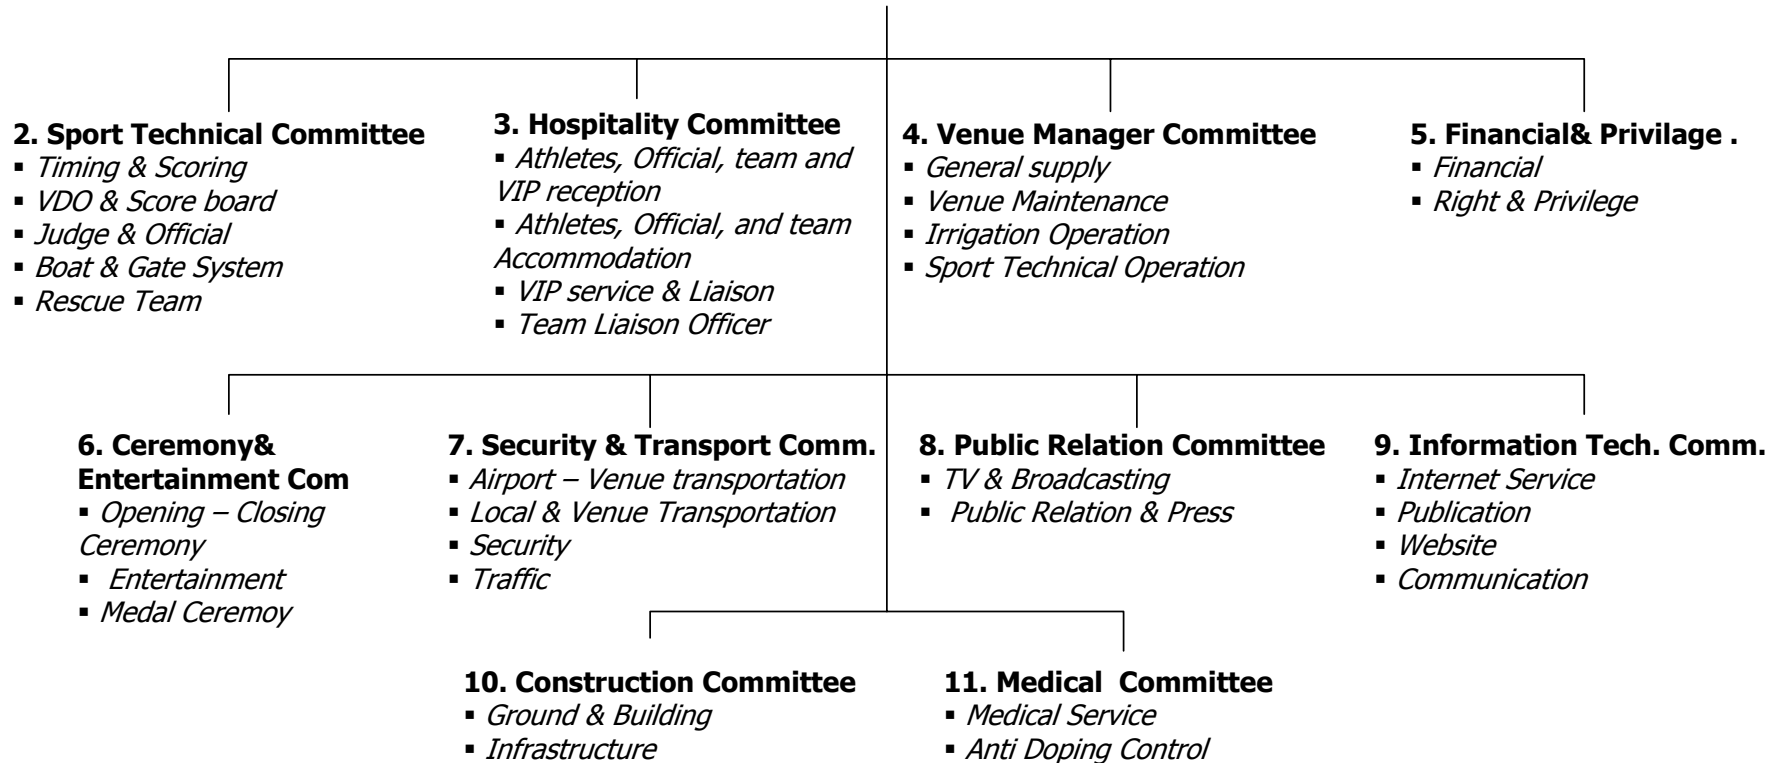 2. Sport Technical Committee
▪ Timing & Scoring
▪ VDO & Score board
▪ Judge & Official
▪ Boat & Gate System
▪ Rescue Team
3. Hospitality Committee
▪ Athletes, Official, team and
VIP reception
▪ Athletes, Official, and team
Accommodation
▪ VIP service & Liaison
▪ Team Liaison Officer
4. Venue Manager Committee
▪ General supply
▪ Venue Maintenance
▪ Irrigation Operation
▪ Sport Technical Operation
5. Financial& Privilage .
▪ Financial
▪ Right & Privilege
6. Ceremony&
Entertainment Com
▪ Opening – Closing
Ceremony
▪ Entertainment
▪ Medal Ceremoy
7. Security & Transport Comm.
▪ Airport – Venue transportation
▪ Local & Venue Transportation
▪ Security
▪ Traffic
8. Public Relation Committee
▪ TV & Broadcasting
▪ Public Relation & Press
9. Information Tech. Comm.
▪ Internet Service
▪ Publication
▪ Website
▪ Communication
10. Construction Committee
▪ Ground & Building
▪ Infrastructure
11. Medical Committee
▪ Medical Service
▪ Anti Doping Control